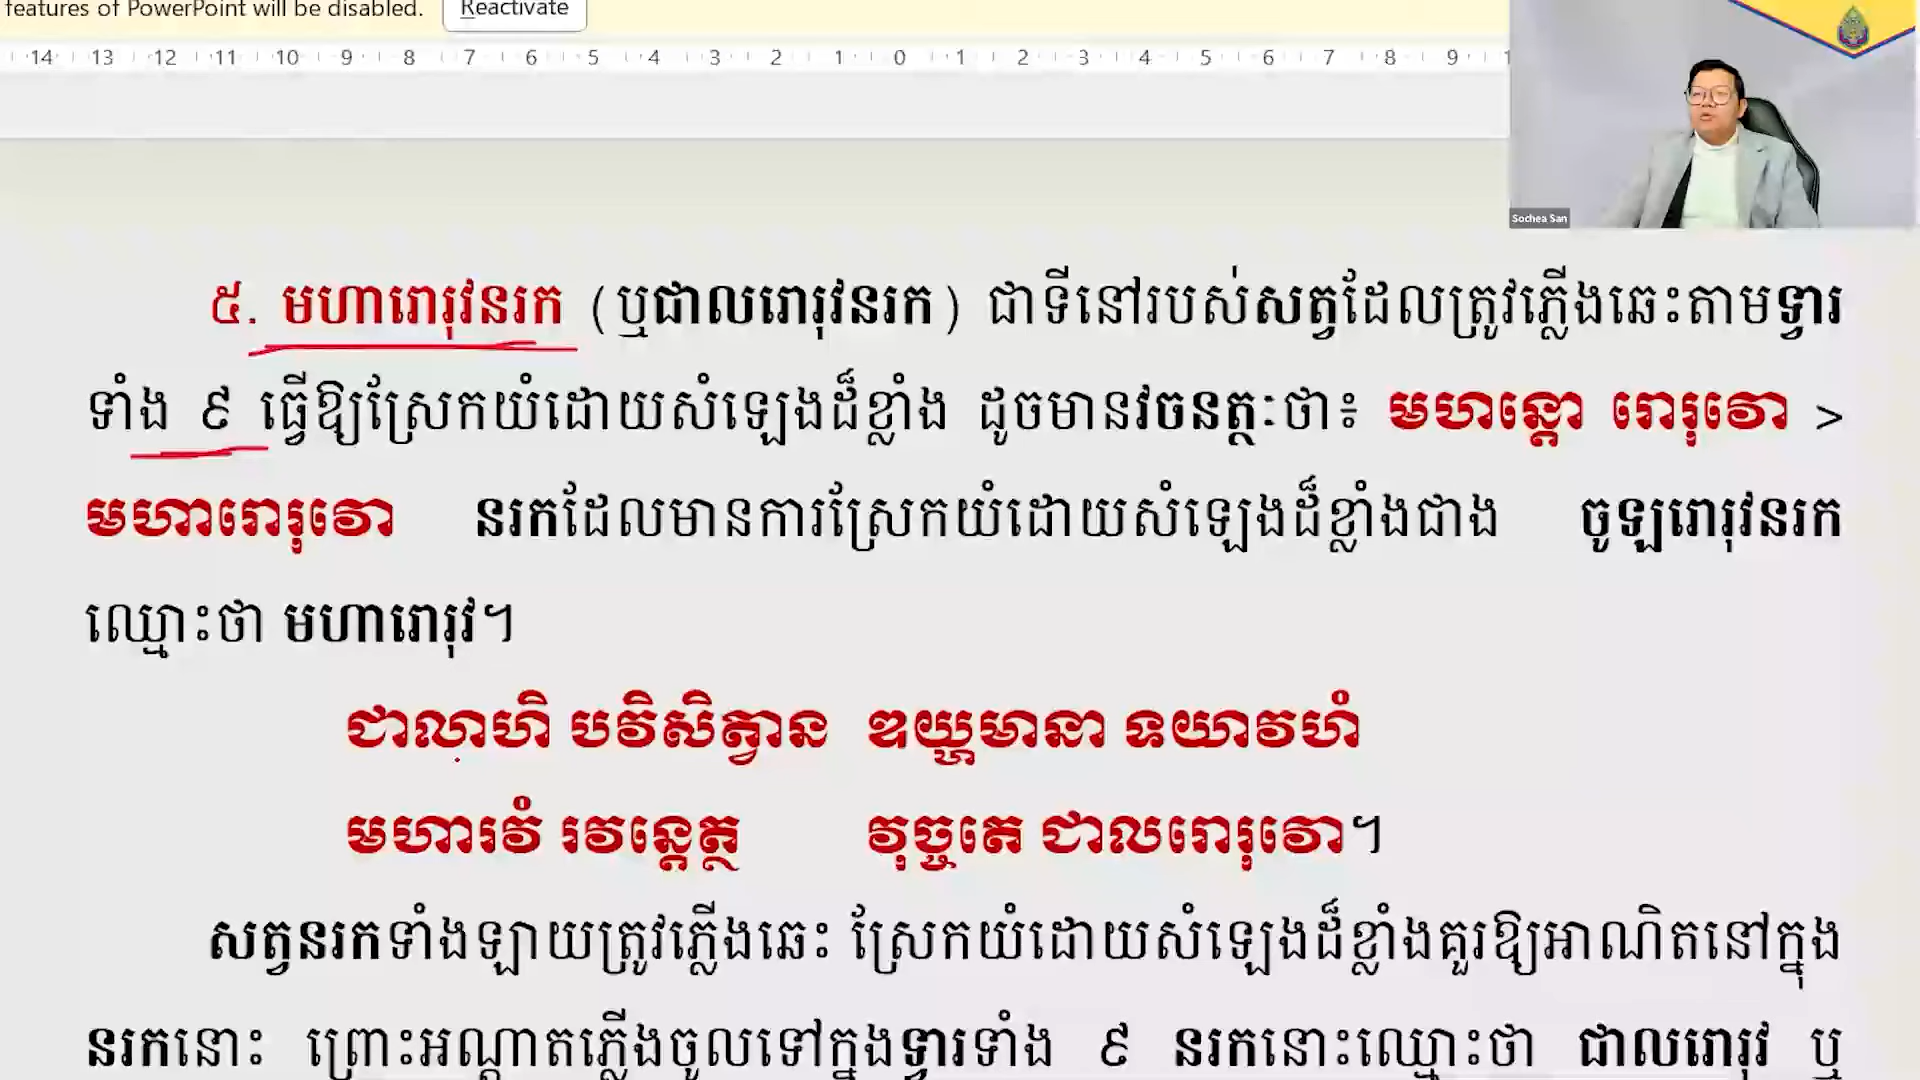 features of PowerPoint will be disabled. Reactivate
14 13 12 11 10 9 8 7 6 5 4 3 2 1 0 1 2 3 4 5 6 7 8 9
Sochea San
៥. មហារោរុវនរក (ឬជាលរោរុវនរក) ជាទីនៅរបស់សត្វដែលត្រូវភ្លើងឆេះតាមទ្វារ
ទាំង ៩ ធ្វើឱ្យស្រែកយំដោយសំឡេងដ៏ខ្លាំង ដូចមានវចនត្ថៈថា៖ មហន្តោ រោរុវោ >
មហារោរុវោ នរកដែលមានការស្រែកយំដោយសំឡេងដ៏ខ្លាំងជាង ចូឡរោរុវនរក
ឈ្មោះថា មហារោរុវ។
ជាលាហិ បវិសិត្វាន ឌយ្ហមានា ទយាវហំ
មហារវំ រវន្តេត្ថ វុច្ចតេ ជាលរោរុវោ។
សត្វនរកទាំងឡាយត្រូវភ្លើងឆេះ ស្រែកយំដោយសំឡេងដ៏ខ្លាំងគួរឱ្យអាណិតនៅក្នុង
នរកនោះ ព្រោះអណ្តាតភ្លើងចូលទៅក្នុងទ្វារទាំង ៩ នរកនោះឈ្មោះថា ជាលរោរុវ ឬ